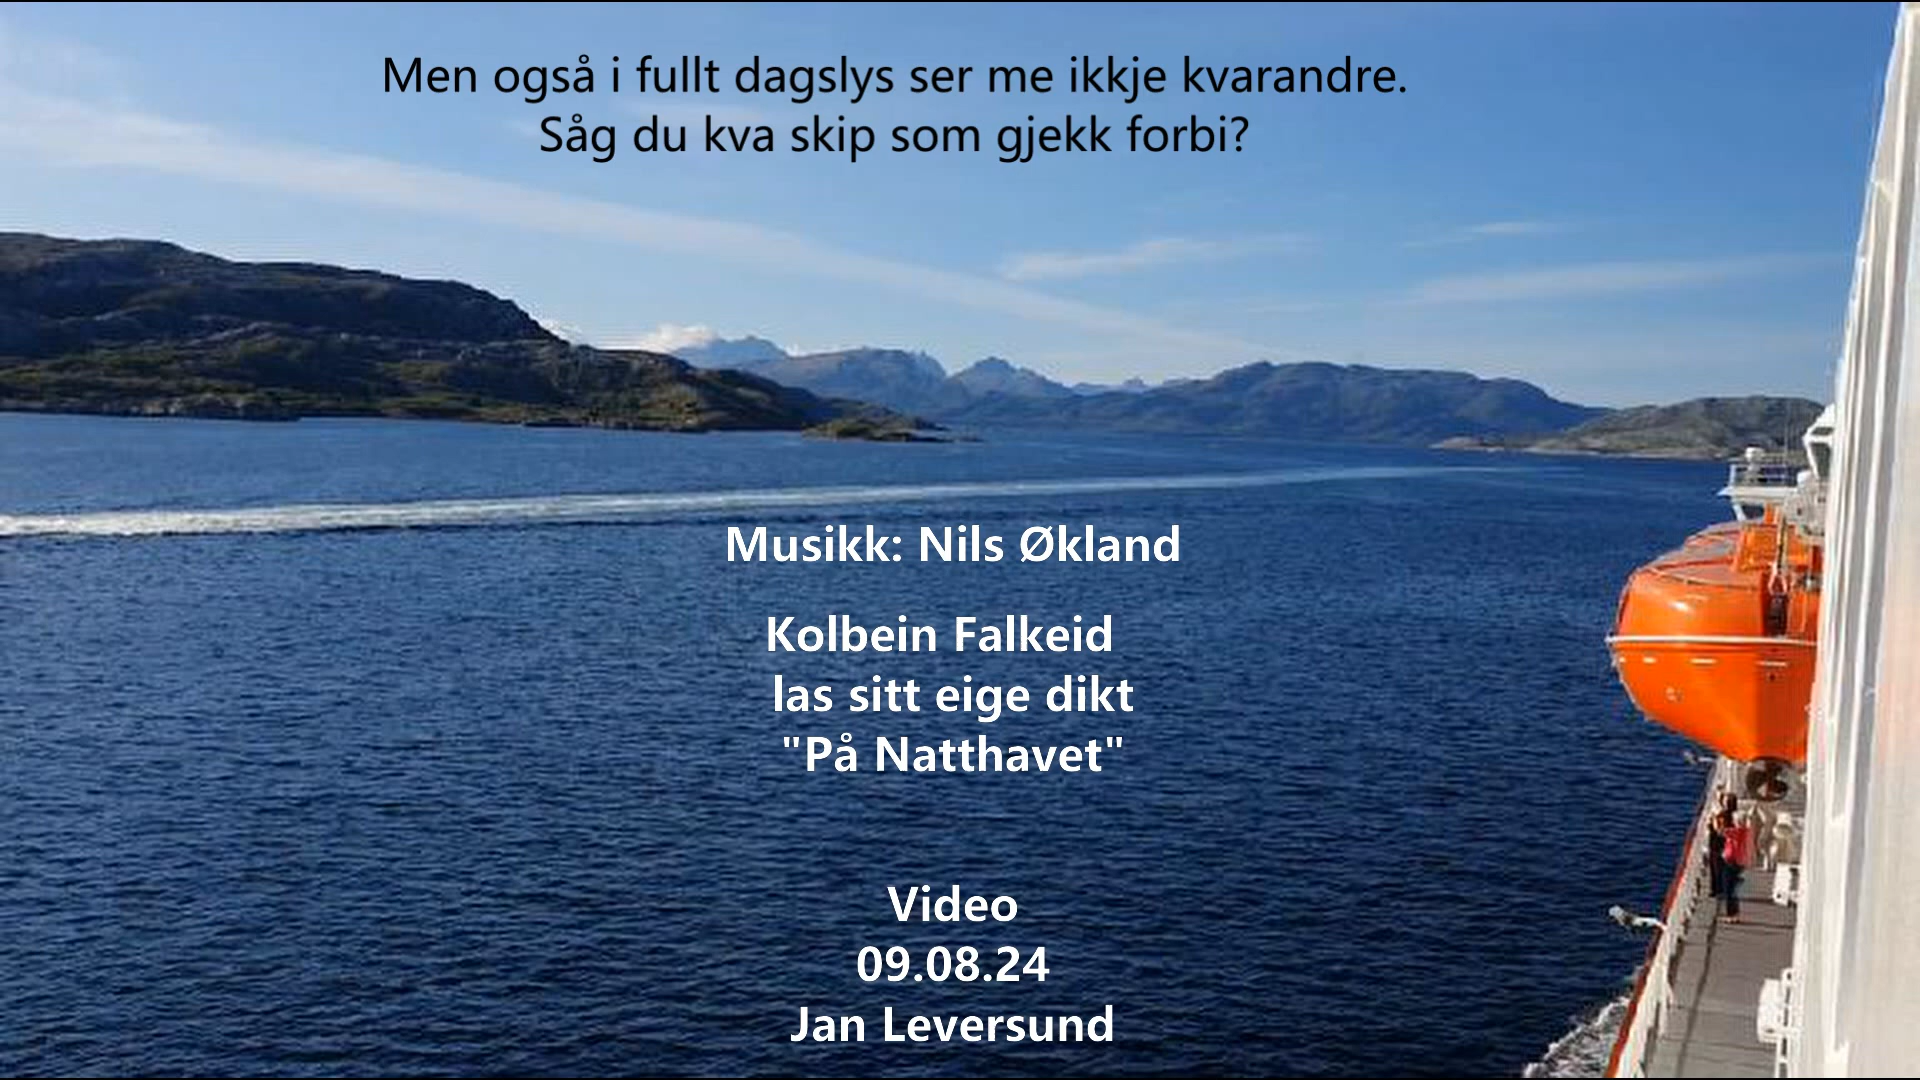 Men også i fullt dagslys ser me ikkje kvarandre.
Såg du kva skip som gjekk forbi?
Musikk: Nils Økland
Kolbein Falkeid
las sitt eige dikt
"På Natthavet"
Video
09.08.24
Jan Leversund